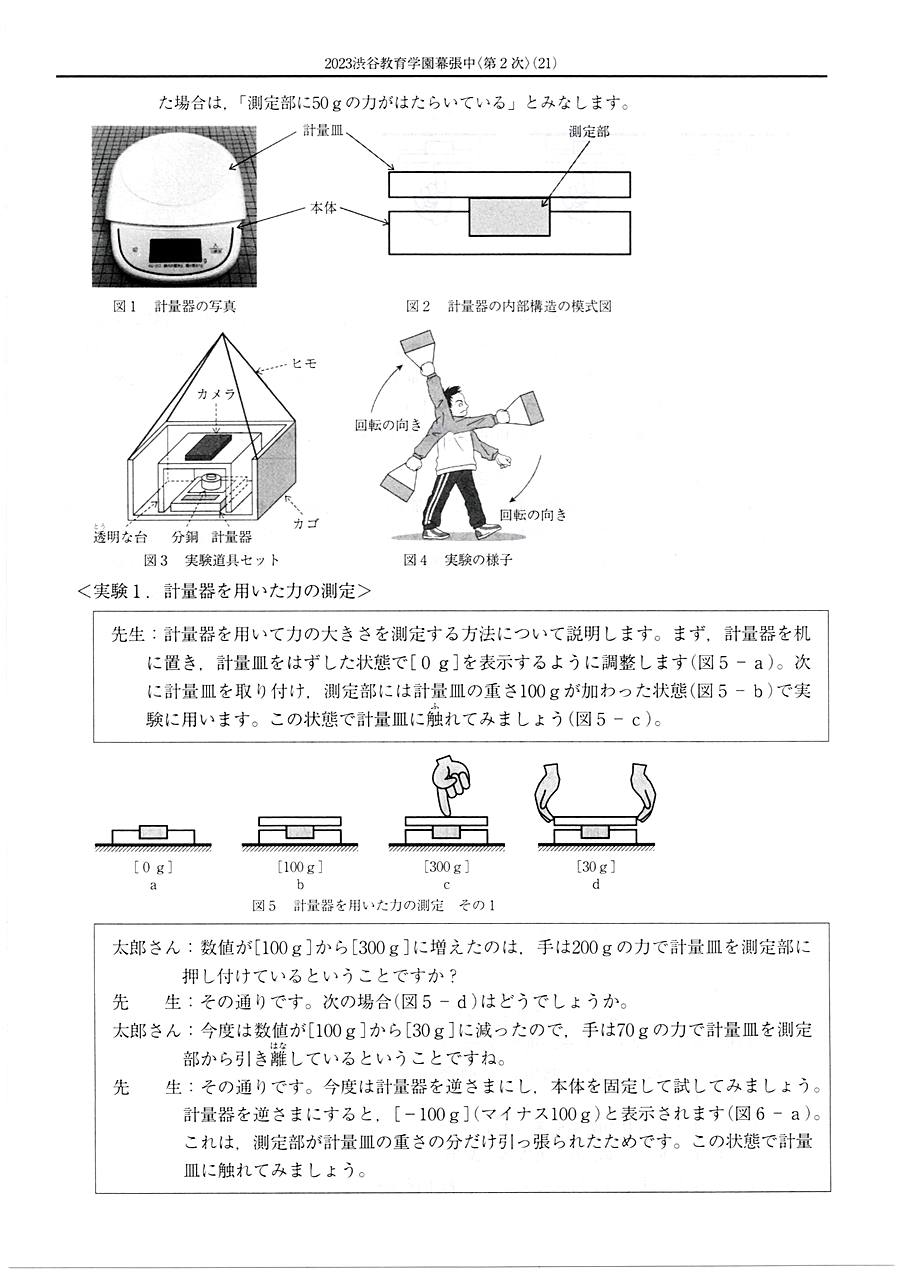 2023渋谷教育学園幕張中〈第2次〉(21)
た場合は，「測定部に50ｇの力がはたらいている」とみなします。
計量皿
測定部
本体
図1　計量器の写真
図2　計量器の内部構造の模式図
ヒモ
カメラ
回転の向き
とう
透明な台　分銅　計量器
カゴ
回転の向き
図3　実験道具セット
図4　実験の様子
＜実験1．計量器を用いた力の測定＞
先生：計量器を用いて力の大きさを測定する方法について説明します。まず，計量器を机
に置き，計量皿をはずした状態で[0ｇ]を表示するように調整します(図5－a)。次
に計量皿を取り付け，測定部には計量皿の重さ100ｇが加わった状態(図5－b)で実
ふ
験に用います。この状態で計量皿に触れてみましょう(図5－c)。
[0ｇ]　[100ｇ]　[300ｇ]　[30ｇ]
a　b　c　d
図5　計量器を用いた力の測定　その1
太郎さん：数値が[100ｇ]から[300ｇ]に増えたのは，手は200ｇの力で計量皿を測定部に
押し付けているということですか？
先　生：その通りです。次の場合(図5－d)はどうでしょうか。
太郎さん：今度は数値が[100ｇ]から[30ｇ]に減ったので，手は70ｇの力で計量皿を測定
はな
部から引き離しているということですね。
先　生：その通りです。今度は計量器を逆さまにし，本体を固定して試してみましょう。
計量器を逆さまにすると，[－100ｇ](マイナス100ｇ)と表示されます(図6－a)。
これは，測定部が計量皿の重さの分だけ引っ張られたためです。この状態で計量
皿に触れてみましょう。